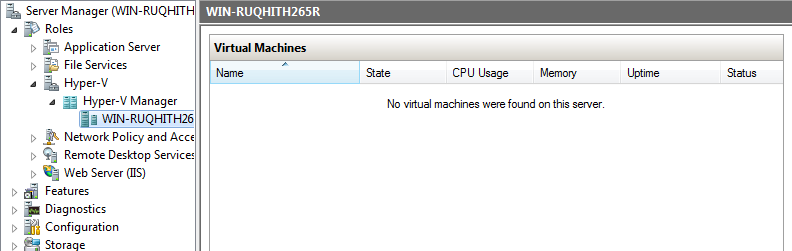 Server Manager (WIN-RUQHITH
Roles
Application Server
File Services
Hyper-V
Hyper-V Manager
WIN-RUQHITH26
Network Policy and Acce
Remote Desktop Services
Web Server (IIS)
Features
Diagnostics
Configuration
Storage
WIN-RUQHITH265R
Virtual Machines
Name State CPU Usage Memory Uptime Status
No virtual machines were found on this server.